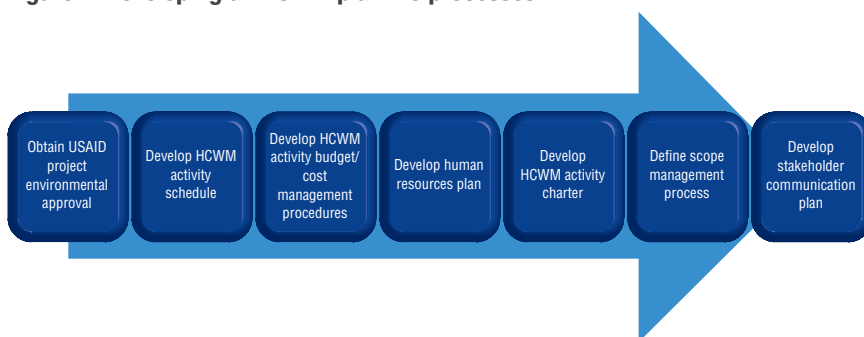 Obtain USAID
project
environmental
approval
Develop HCWM
activity
schedule
Develop HCWM
activity budget/
cost
management
procedures
Develop human
resources plan
Develop
HCWM activity
charter
Define scope
management
process
Develop
stakeholder
communication
plan